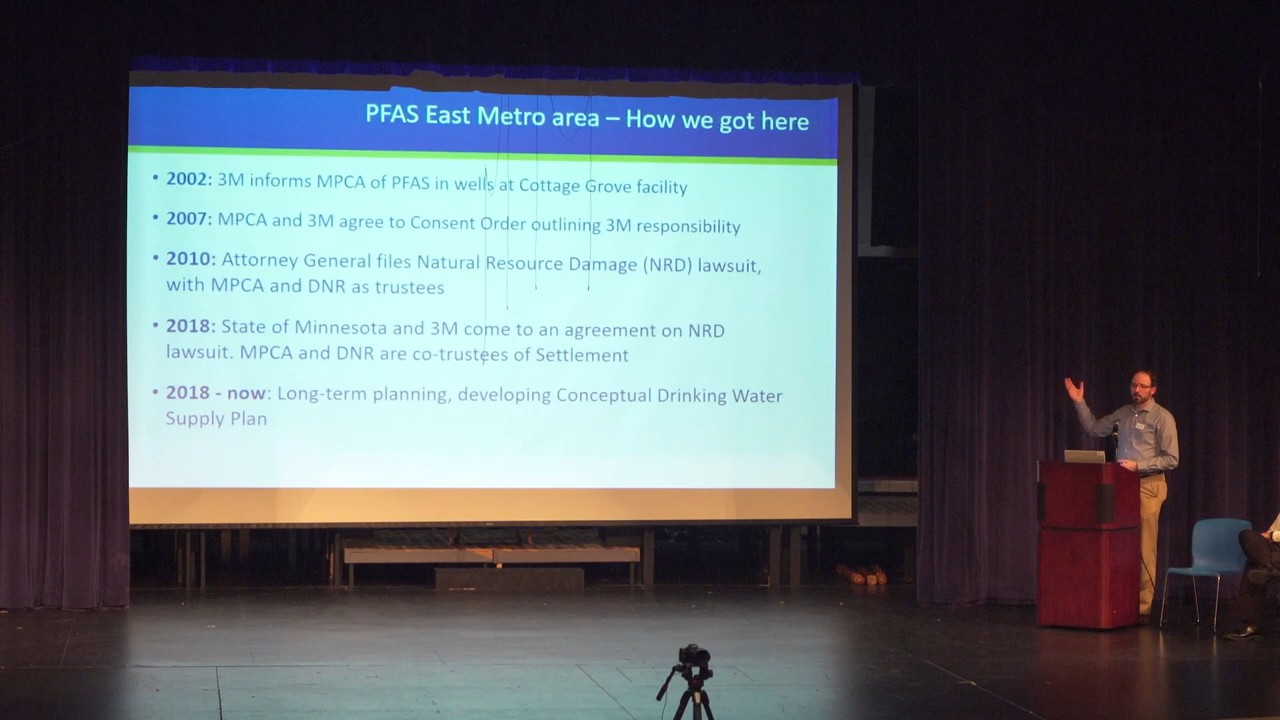 PFAS East Metro area – How we got here
• 2002: 3M informs MPCA of PFAS in wells at Cottage Grove facility
• 2007: MPCA and 3M agree to Consent Order outlining 3M responsibility
• 2010: Attorney General files Natural Resource Damage (NRD) lawsuit,
with MPCA and DNR as trustees
• 2018: State of Minnesota and 3M come to an agreement on NRD
lawsuit. MPCA and DNR are co-trustees of Settlement
• 2018 - now: Long-term planning, developing Conceptual Drinking Water
Supply Plan